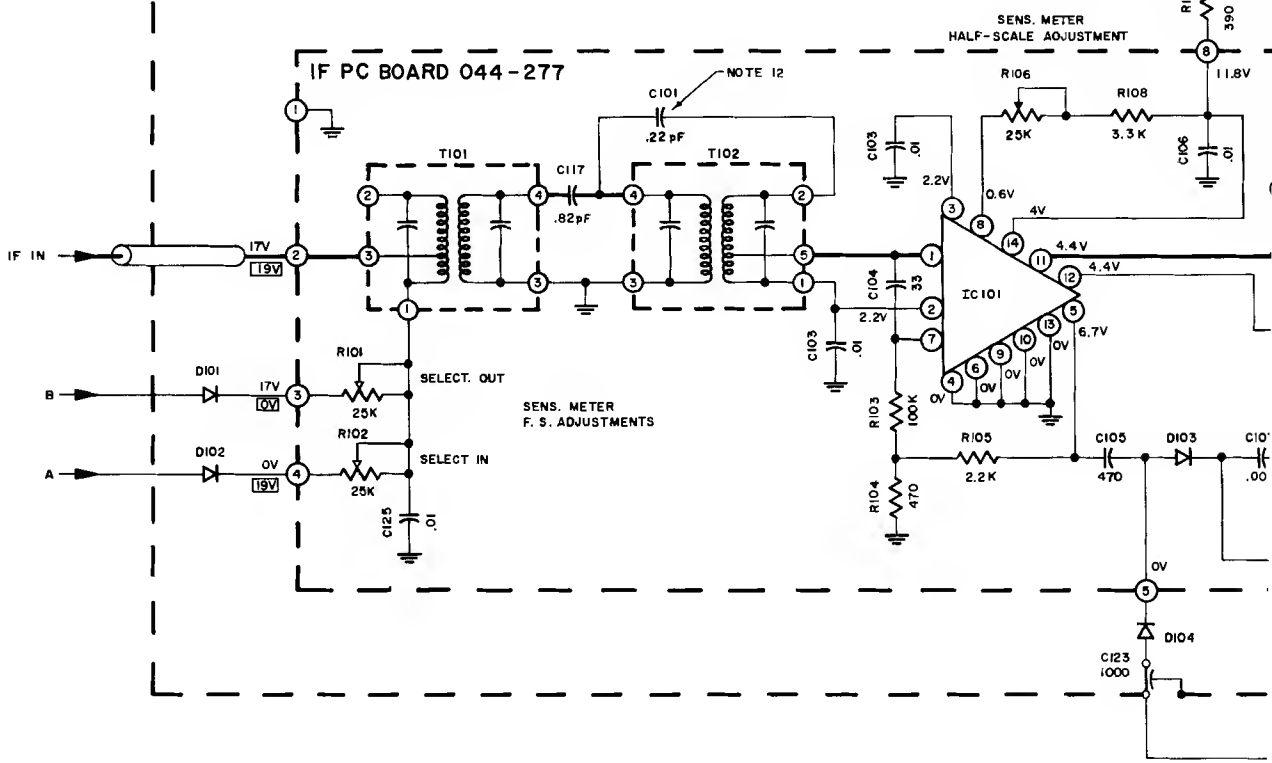 R1
390
SENS. METER
HALF-SCALE ADJUSTMENT
8
IF PC BOARD 044-277
NOTE 12
11.8V
1
C101
.22 pF
R106
25K
R108
3.3 K
C103
.01
C106
.01
T101
C117
.82pF
T102
2.2V
0.6V
4V
2
4
4
2
3
8
14
11
4.4V
12
4.4V
IF IN
17V
19V
2
3
5
1
C104
33
IC101
3
3
1
2
2.2V
7
5
6.7V
13
0V
10
0V
9
0V
6
0V
4
0V
1
C103
.01
R101
25K
SELECT. OUT
D101
B
17V
0V
3
SENS. METER
F. S. ADJUSTMENTS
R103
100K
R102
25K
SELECT IN
D102
A
0V
19V
4
R105
2.2K
C105
470
D103
C10
.00
C125
.01
R104
470
0V
5
D104
C123
1000